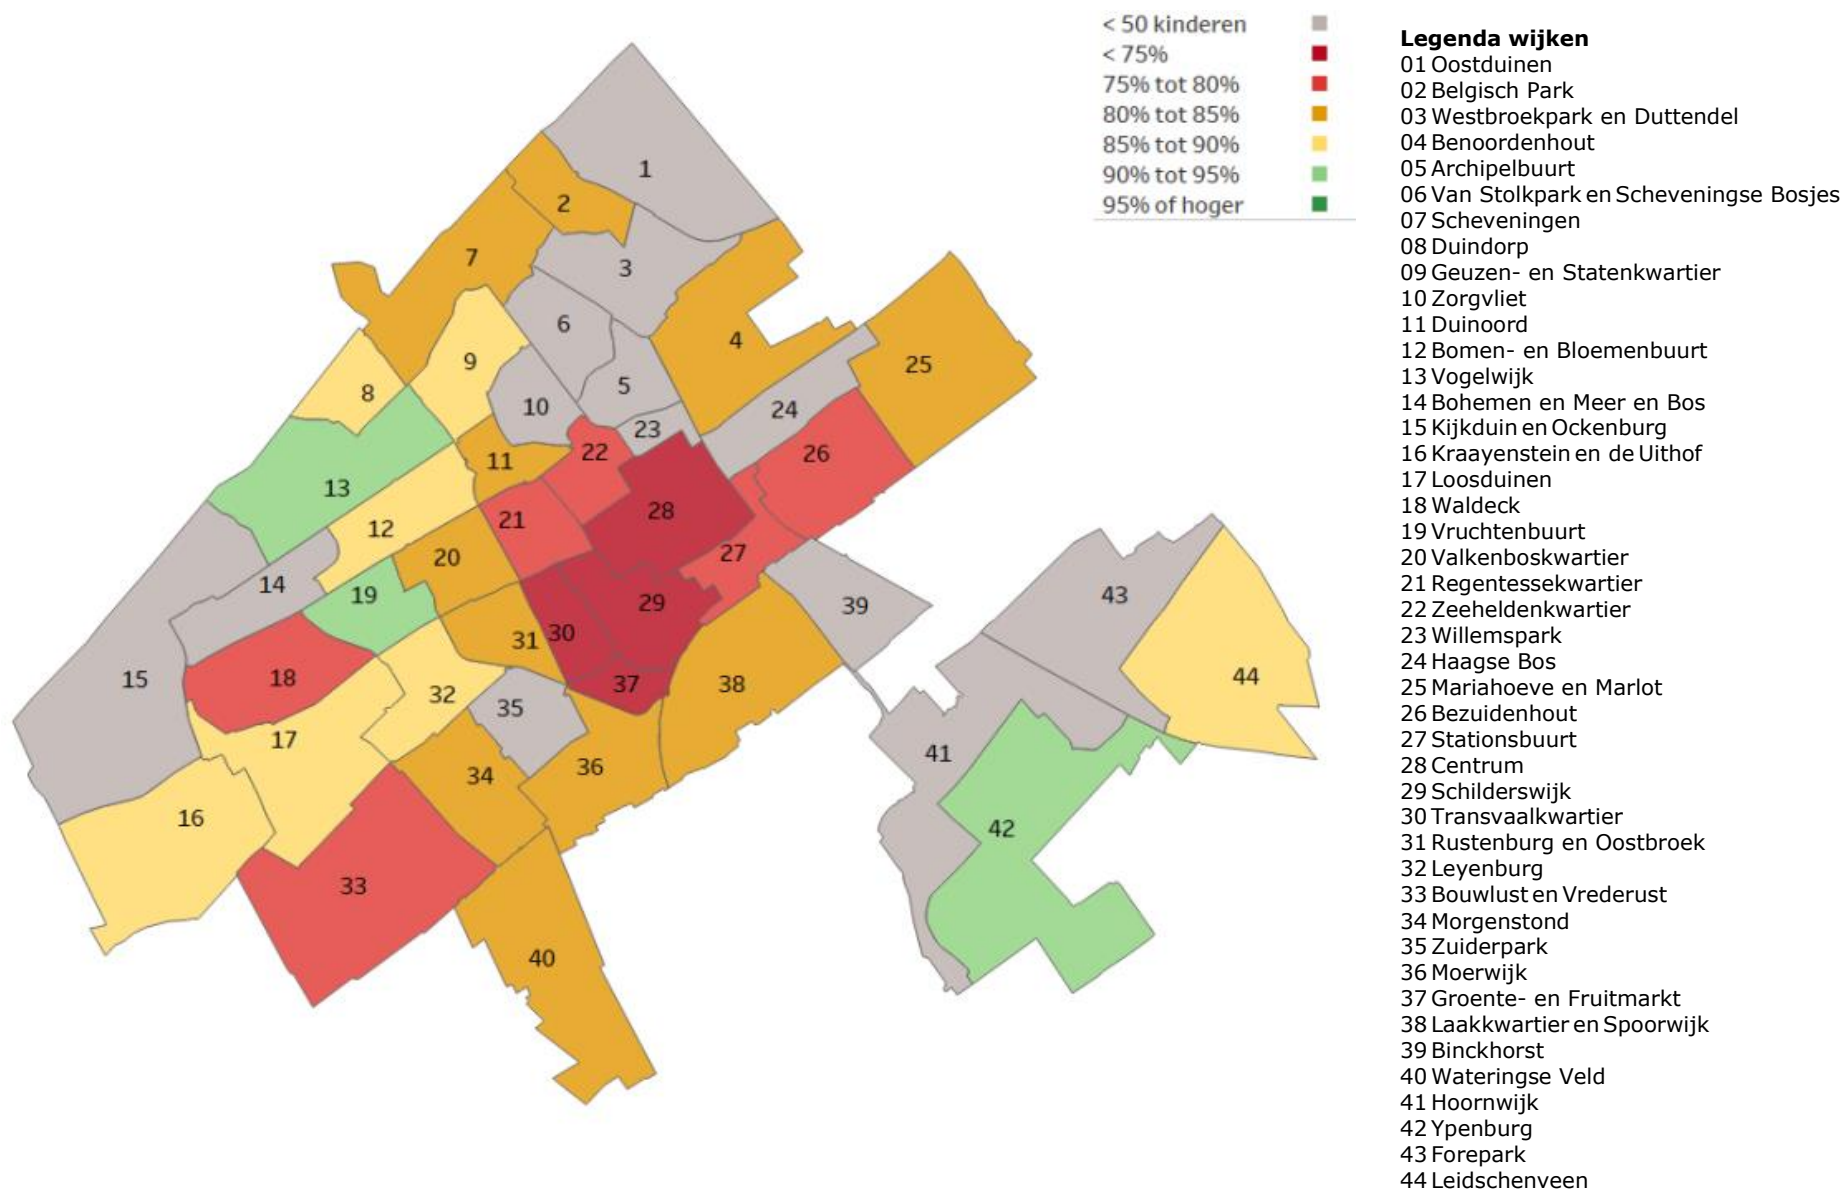 < 50 kinderen
< 75%
75% tot 80%
80% tot 85%
85% tot 90%
90% tot 95%
95% of hoger
Legenda wijken
01 Oostduinen
02 Belgisch Park
03 Westbroekpark en Duttendel
04 Benoordenhout
05 Archipelbuurt
06 Van Stolkpark en Scheveningse Bosjes
07 Scheveningen
08 Duindorp
09 Geuzen- en Statenkwartier
10 Zorgvliet
11 Duinoord
12 Bomen- en Bloemenbuurt
13 Vogelwijk
14 Bohemen en Meer en Bos
15 Kijkduin en Ockenburg
16 Kraayenstein en de Uithof
17 Loosduinen
18 Waldeck
19 Vruchtenbuurt
20 Valkenboskwartier
21 Regentessekwartier
22 Zeeheldenkwartier
23 Willemspark
24 Haagse Bos
25 Mariahoeve en Marlot
26 Bezuidenhout
27 Stationsbuurt
28 Centrum
29 Schilderswijk
30 Transvaalkwartier
31 Rustenburg en Oostbroek
32 Leyenburg
33 Bouwlust en Vrederust
34 Morgenstond
35 Zuiderpark
36 Moerwijk
37 Groente- en Fruitmarkt
38 Laakkwartier en Spoorwijk
39 Binckhorst
40 Wateringse Veld
41 Hoornwijk
42 Ypenburg
43 Forepark
44 Leidschenveen
1
2
7
3
6
4
9
25
8
5
10
24
23
22
26
11
13
28
21
12
27
20
14
19
29
39
43
30
31
15
18
32
37
38
44
35
17
41
36
34
16
42
33
40